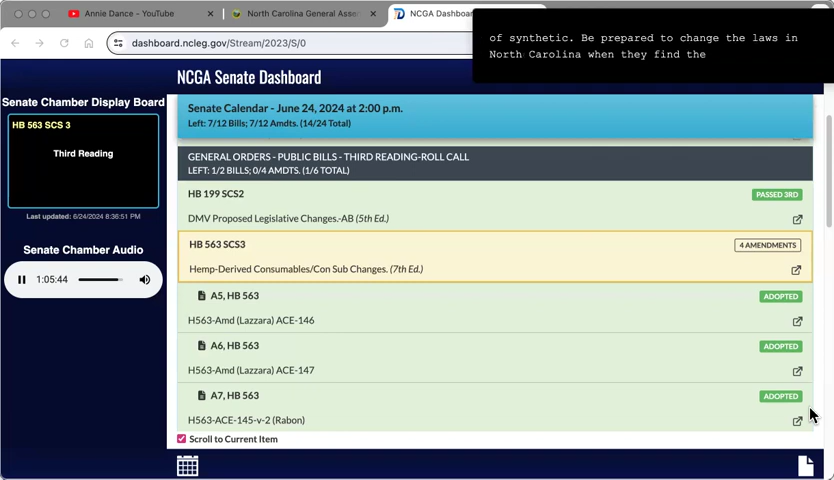 Annie Dance – YouTube
North Carolina General Assem
NCGA Dashboar
dashboard.ncleg.gov/Stream/2023/S/0
of synthetic. Be prepared to change the laws in
North Carolina when they find the
NCGA Senate Dashboard
Senate Chamber Display Board
HB 563 SCS 3
Third Reading
Last updated: 6/24/2024 8:36:51 PM
Senate Chamber Audio
1:05:44
Senate Calendar - June 24, 2024 at 2:00 p.m.
Left: 7/12 Bills; 7/12 Amdts. (14/24 Total)
GENERAL ORDERS - PUBLIC BILLS - THIRD READING-ROLL CALL
LEFT: 1/2 BILLS; 0/4 AMDTS. (1/6 TOTAL)
HB 199 SCS2
PASSED 3RD
DMV Proposed Legislative Changes.-AB (5th Ed.)
HB 563 SCS3
4 AMENDMENTS
Hemp-Derived Consumables/Con Sub Changes. (7th Ed.)
A5, HB 563
ADOPTED
H563-Amd (Lazzara) ACE-146
A6, HB 563
ADOPTED
H563-Amd (Lazzara) ACE-147
A7, HB 563
ADOPTED
H563-ACE-145-v-2 (Rabon)
Scroll to Current Item